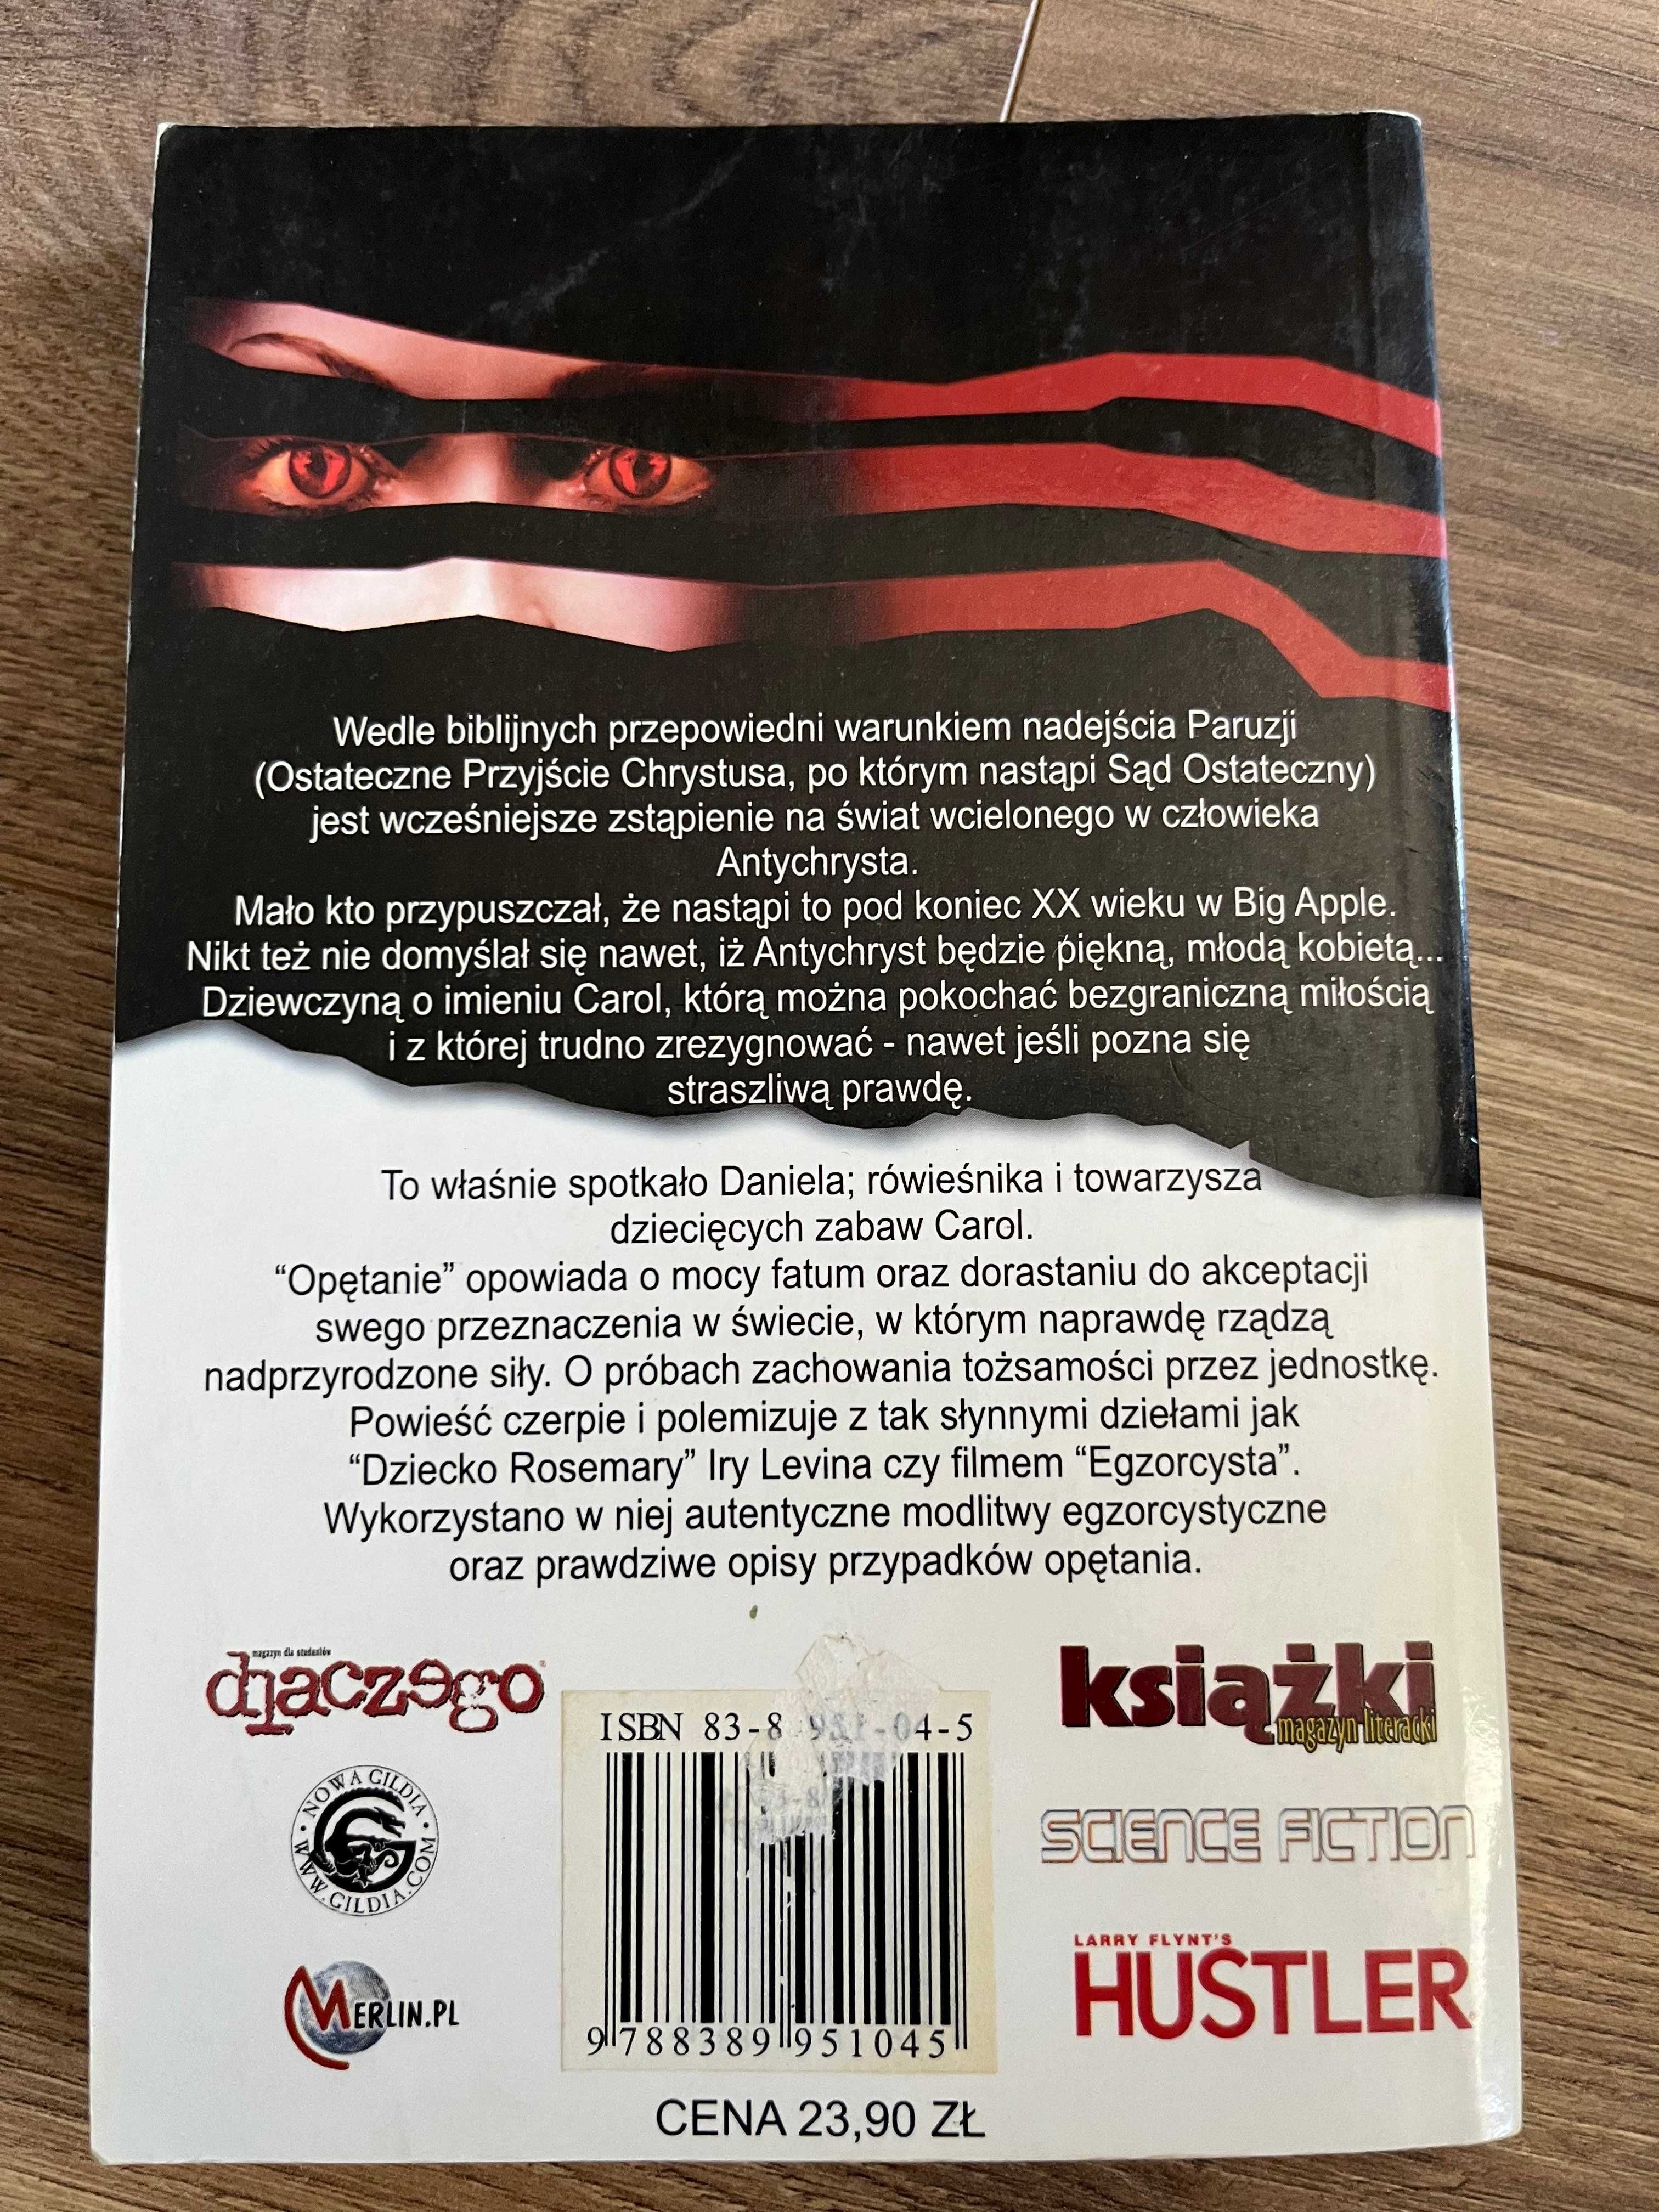 Wedle biblijnych przepowiedni warunkiem nadejścia Paruzji
(Ostateczne Przyjście Chrystusa, po którym nastąpi Sąd Ostateczny)
jest wcześniejsze zstąpienie na świat wcielonego w człowieka
Antychrysta.
Mało kto przypuszczał, że nastąpi to pod koniec XX wieku w Big Apple.
Nikt też nie domyślał się nawet, iż Antychryst będzie piękną, młodą kobietą...
Dziewczyną o imieniu Carol, którą można pokochać bezgraniczną miłością
i z której trudno zrezygnować - nawet jeśli pozna się
straszliwą prawdę.
To właśnie spotkało Daniela; rówieśnika i towarzysza
dziecięcych zabaw Carol.
“Opętanie” opowiada o mocy fatum oraz dorastaniu do akceptacji
swego przeznaczenia w świecie, w którym naprawdę rządzą
nadprzyrodzone siły. O próbach zachowania tożsamości przez jednostkę.
Powieść czerpie i polemizuje z tak słynnymi dziełami jak
“Dziecko Rosemary” Iry Levina czy filmem “Egzorcysta”.
Wykorzystano w niej autentyczne modlitwy egzorcystyczne
oraz prawdziwe opisy przypadków opętania.
magazyn dla studentów
dlaczego
książki
magazyn literacki
ISBN 83-8 951-04-5
NOWA GILDIA
WWW.GILDIA.COM
SCIENCE FICTION
LARRY FLYNT'S
HUSTLER
MERLIN.PL
9 788389 951045
CENA 23,90 ZŁ